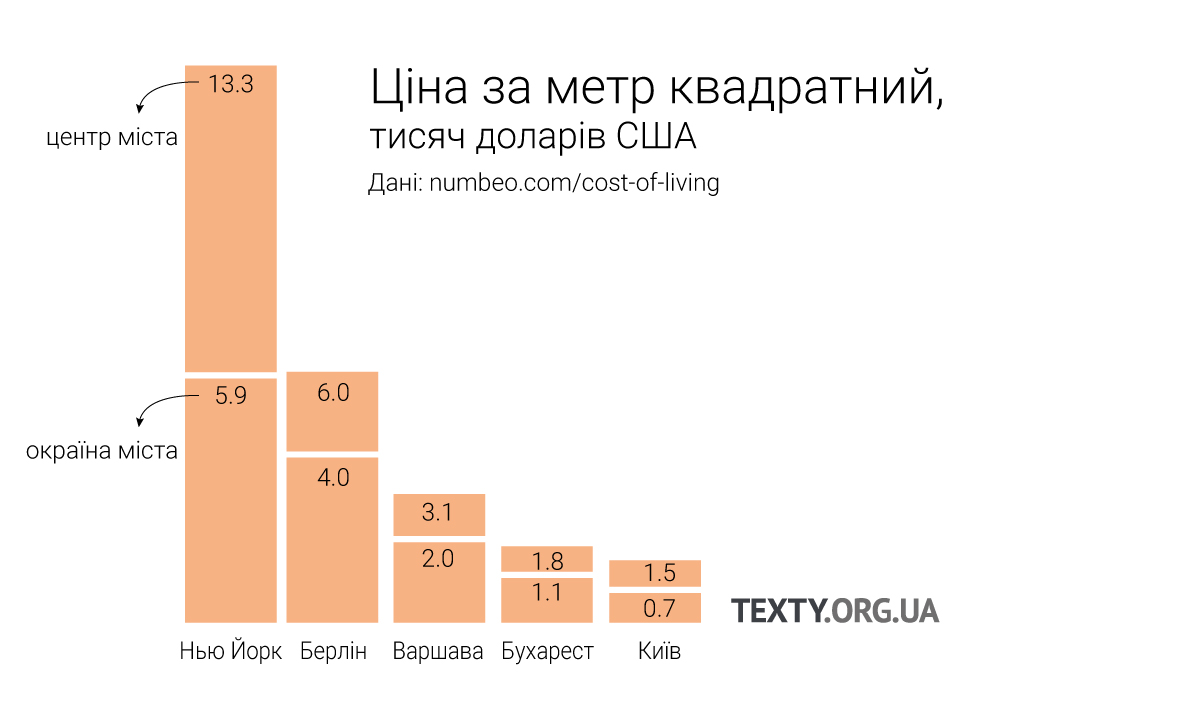 Ціна за метр квадратний,
тисяч доларів США
Дані: numbeo.com/cost-of-living
13.3
центр міста
5.9
окраїна міста
6.0
4.0
3.1
2.0
1.8
1.1
1.5
0.7
TEXTY.ORG.UA
Нью Йорк Берлін Варшава Бухарест Київ